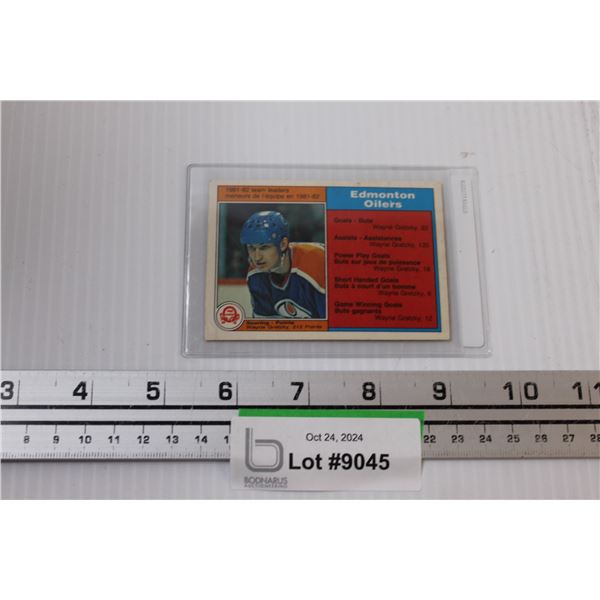 1981-82 team leaders
meneurs de l'équipe en 1981-82
Edmonton
Oilers
Goals - Buts
Wayne Gretzky, 92
Assists - Assistances
Wayne Gretzky, 120
Power Play Goals
Buts sur jeux de puissance
Wayne Gretzky, 18
Short Handed Goals
Buts à court d'un homme
Wayne Gretzky, 6
Game Winning Goals
Buts gagnants
Wayne Gretzky, 12
Scoring - Points
Wayne Gretzky, 212 Points
3 4 5 6 7 8 9 10 11
8 9 10 11 12 13 14 22 23 24 25 26 27 28
Oct 24, 2024
Lot #9045
BODNARUS
AUCTIONEERING